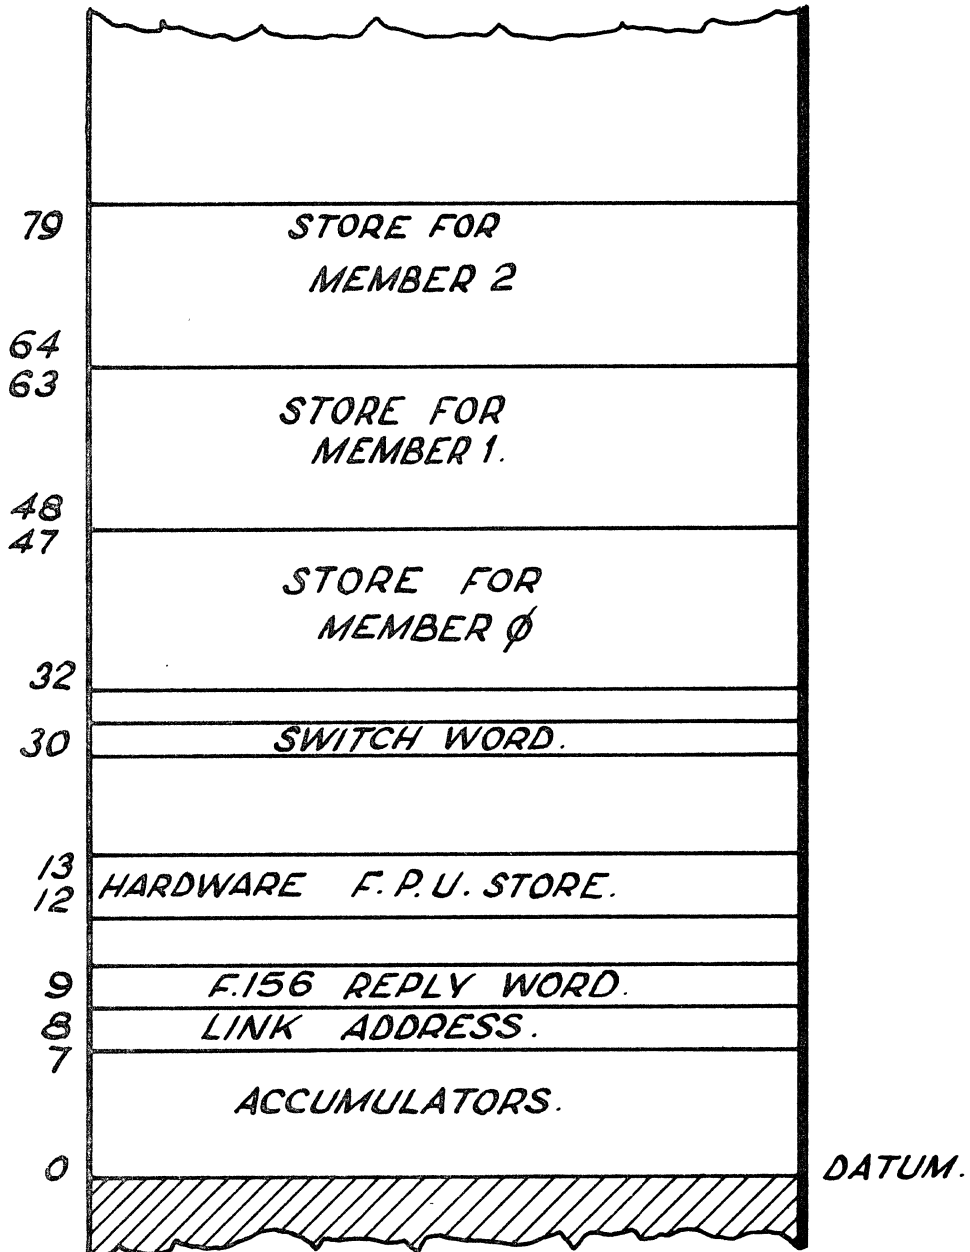 79
STORE FOR
MEMBER 2
64
63
STORE FOR
MEMBER 1.
48
47
STORE FOR
MEMBER Ø
32
30
SWITCH WORD.
13
12
HARDWARE F.P.U. STORE.
9
F.156 REPLY WORD.
8
LINK ADDRESS.
7
ACCUMULATORS.
0
DATUM.